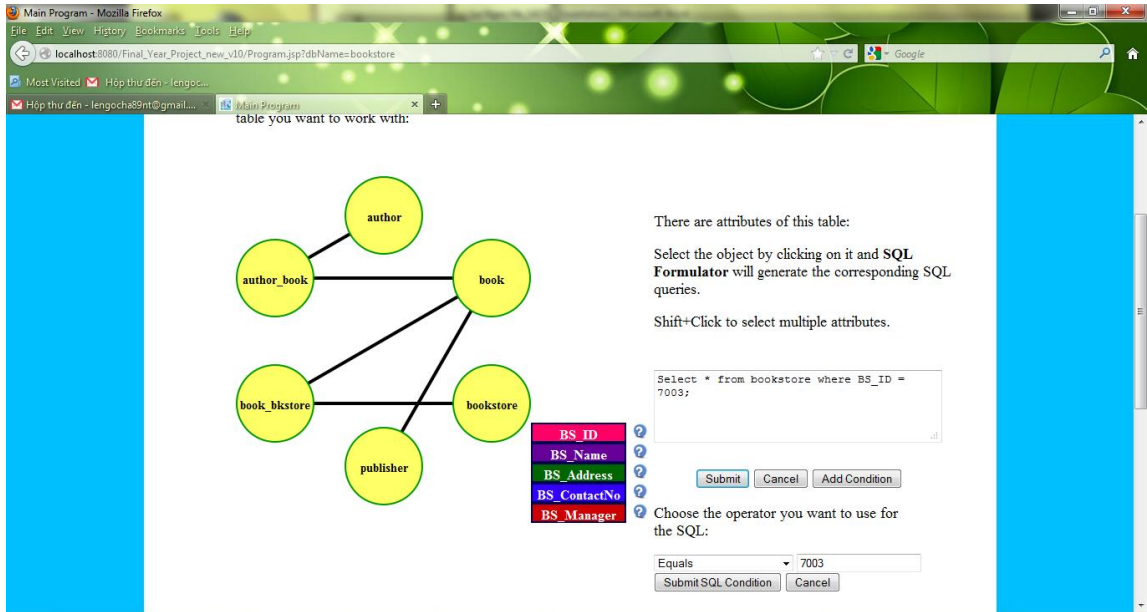 Main Program - Mozilla Firefox
File Edit View History Bookmarks Tools Help
localhost:8080/Final_Year_Project_new_v10/Program.jsp?dbName=bookstore
Google
Most Visited Hộp thư đến - lengoc...
Hộp thư đến - lengocha89nt@gmail.... × Main Program × +
table you want to work with:
author
author_book
book
book_bkstore
bookstore
publisher
BS_ID
BS_Name
BS_Address
BS_ContactNo
BS_Manager
There are attributes of this table:
Select the object by clicking on it and SQL
Formulator will generate the corresponding SQL
queries.
Shift+Click to select multiple attributes.
Select * from bookstore where BS_ID =
7003;
Submit Cancel Add Condition
Choose the operator you want to use for
the SQL:
Equals 7003
Submit SQL Condition Cancel